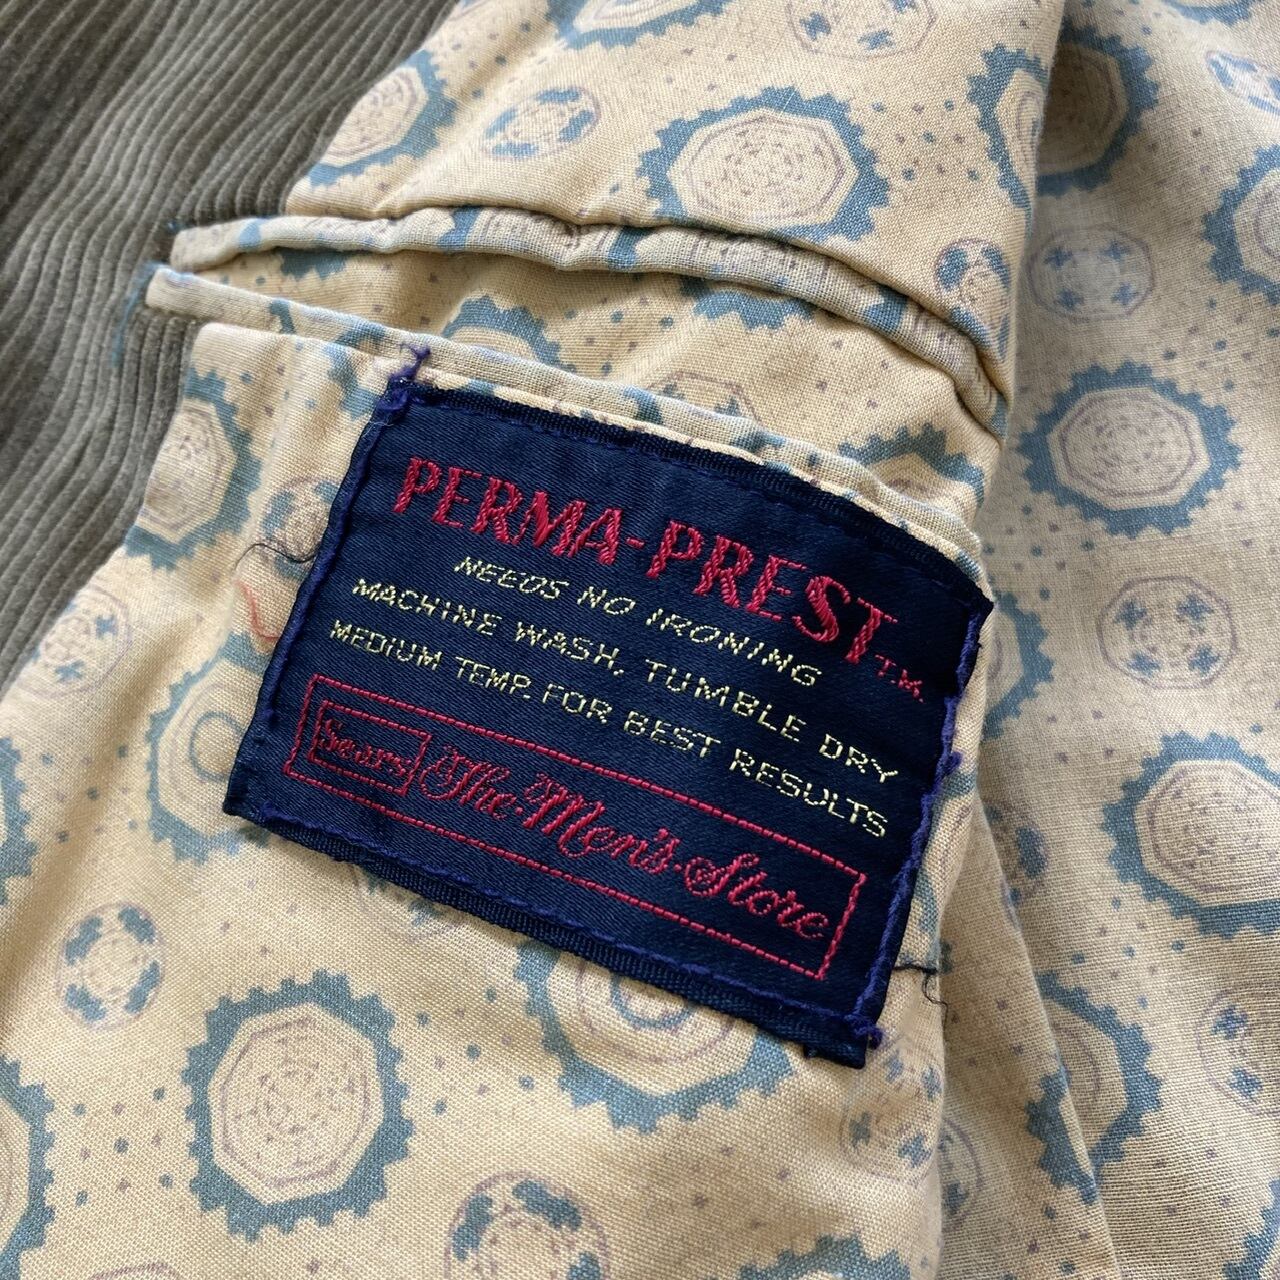 PERMA-PREST T.M.
NEEDS NO IRONING
MACHINE WASH, TUMBLE DRY
MEDIUM TEMP. FOR BEST RESULTS
Sears The Men's Store